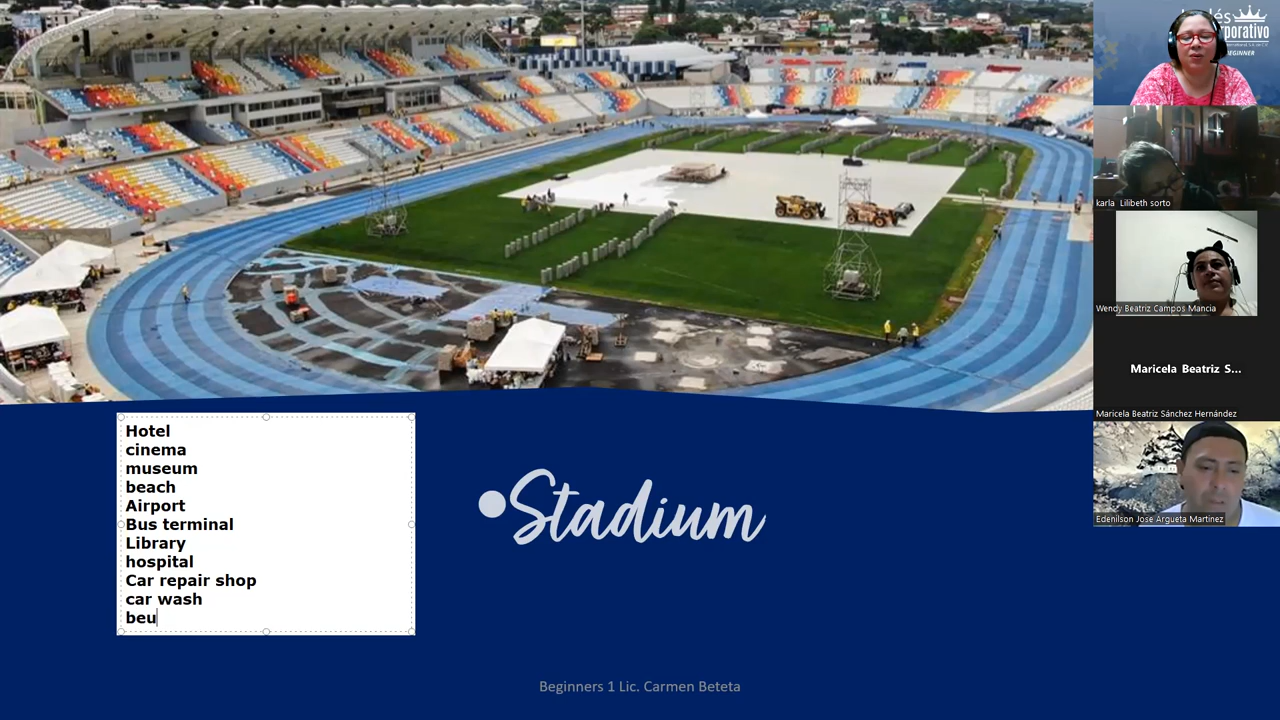 Hotel
cinema
museum
beach
Airport
Bus terminal
Library
hospital
Car repair shop
car wash
beu
•Stadium
Beginners 1 Lic. Carmen Beteta
BEGINNER
karla Lilibeth sorto
Wendy Beatriz Campos Mancia
Maricela Beatriz S...
Maricela Beatriz Sánchez Hernández
Edenilson Jose Argueta Martinez